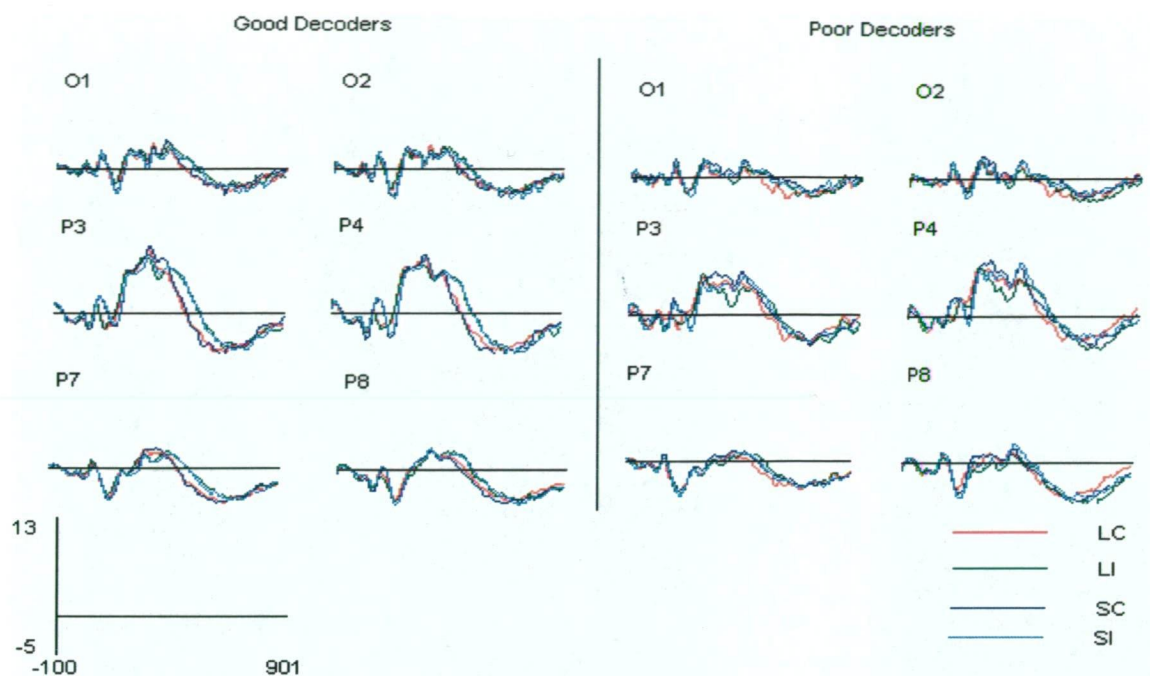 Good Decoders
Poor Decoders
O1
O2
O1
O2
P3
P4
P3
P4
P7
P8
P7
P8
13
-5
-100
901
LC
LI
SC
SI